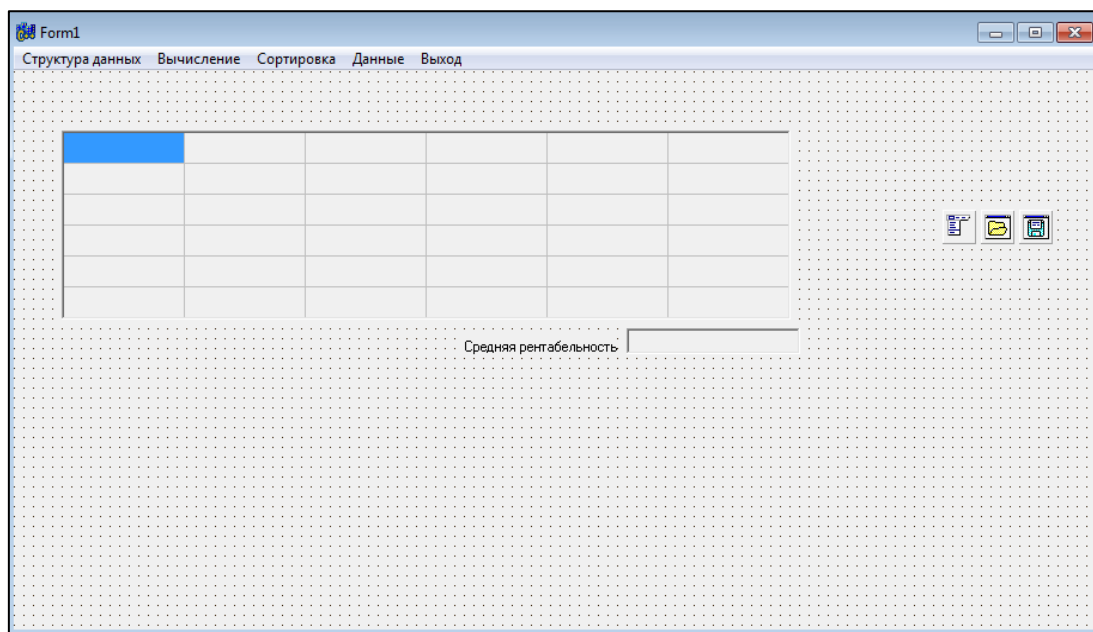 Form1
Структура данных Вычисление Сортировка Данные Выход
Средняя рентабельность